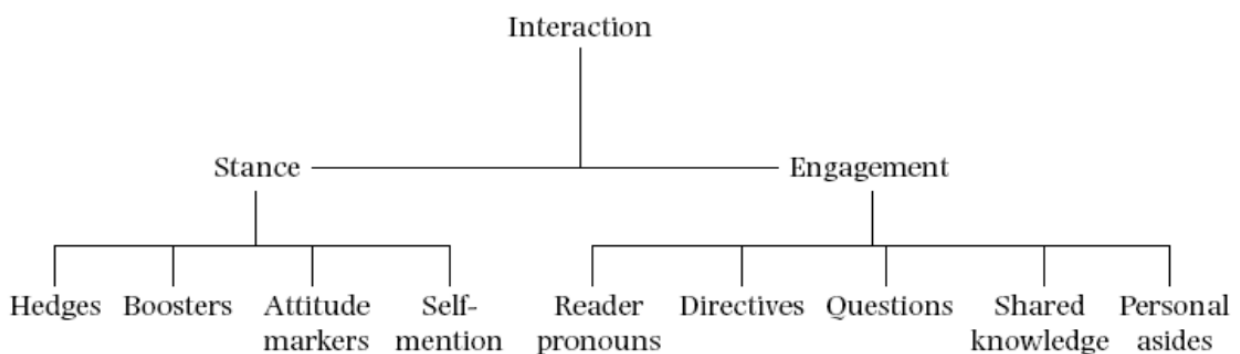 Interaction
Stance Engagement
Hedges Boosters Attitude markers Self-mention Reader pronouns Directives Questions Shared knowledge Personal asides